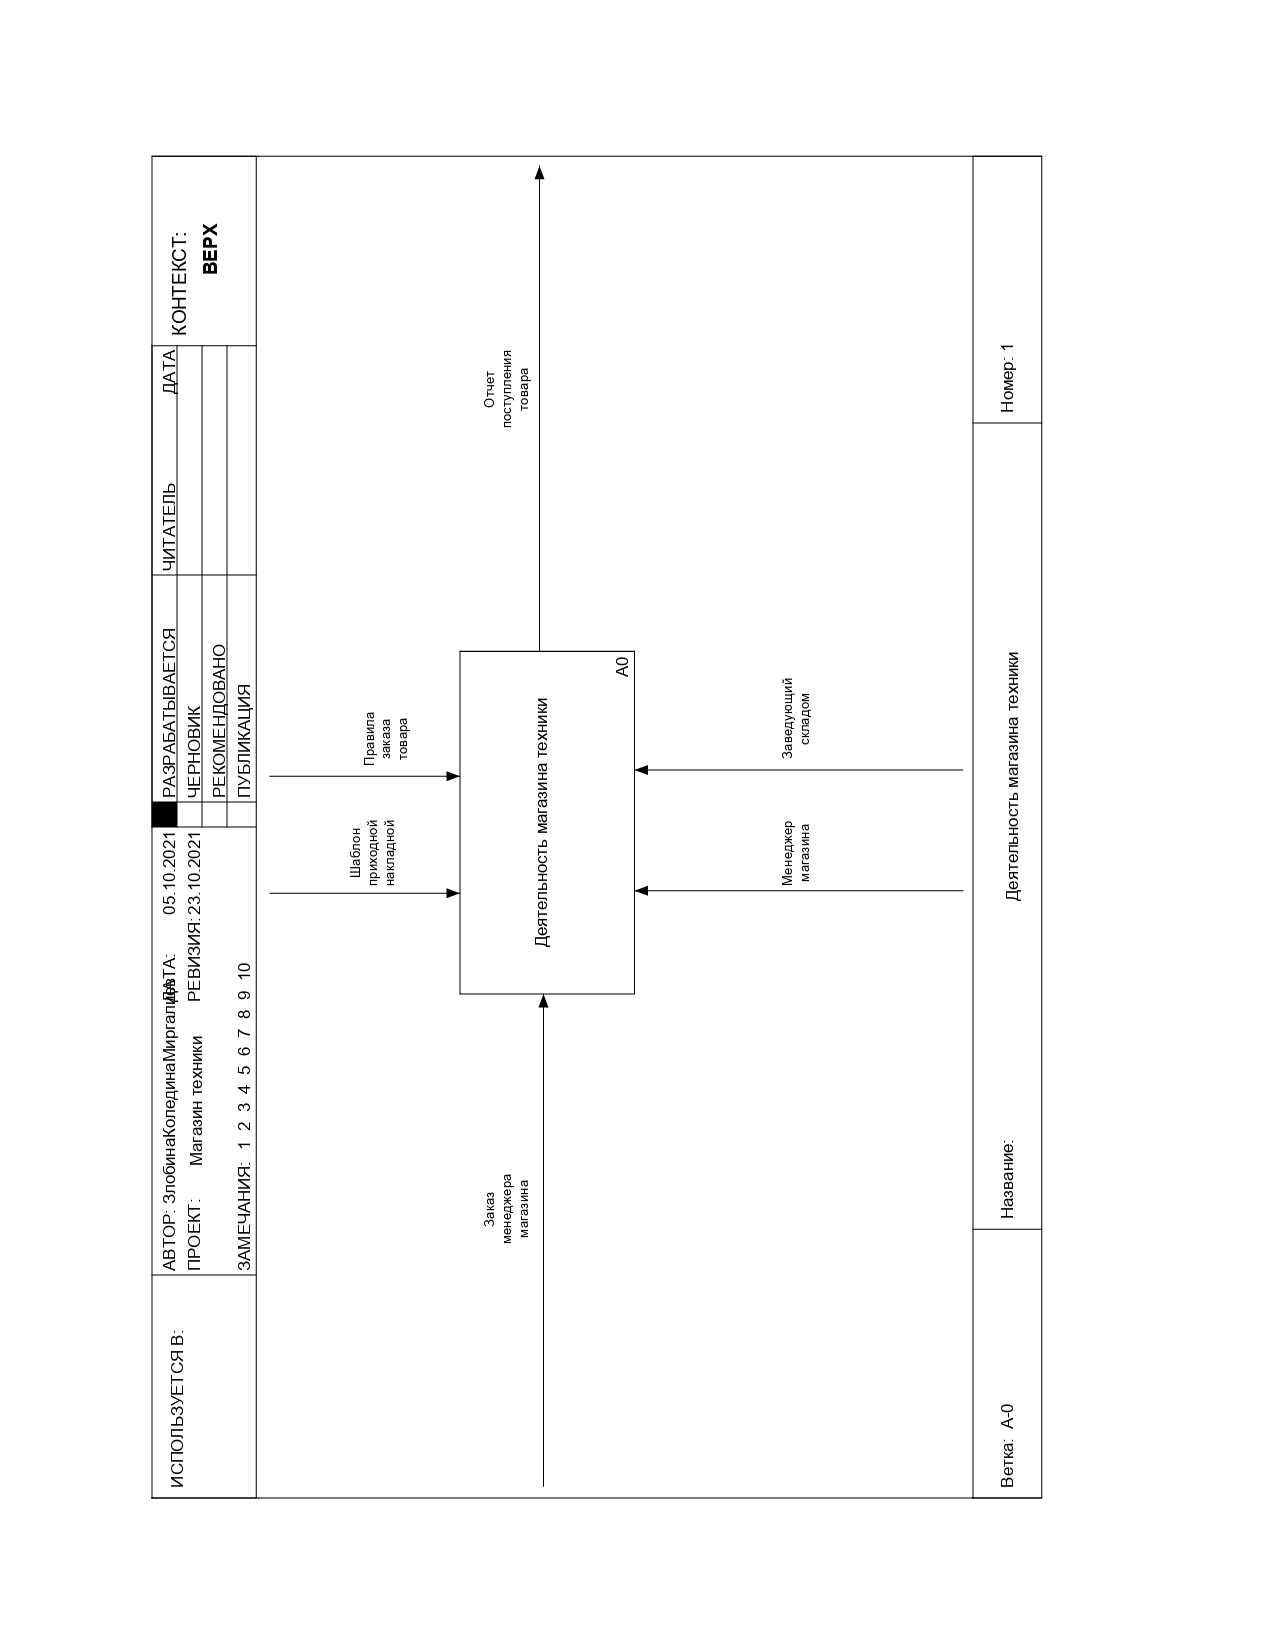 ИСПОЛЬЗУЕТСЯ В:
АВТОР: ЗлобинаКолединаМиргалиев ДАТА: 05.10.2021
ПРОЕКТ: Магазин техники РЕВИЗИЯ: 23.10.2021
ЗАМЕЧАНИЯ: 1 2 3 4 5 6 7 8 9 10
РАЗРАБАТЫВАЕТСЯ
ЧЕРНОВИК
РЕКОМЕНДОВАНО
ПУБЛИКАЦИЯ
ЧИТАТЕЛЬ ДАТА
КОНТЕКСТ:
ВЕРХ
Шаблон
приходной
накладной
Правила
заказа
товара
Заказ
менеджера
магазина
Деятельность магазина техники
A0
Отчет
поступления
товара
Менеджер
магазина
Заведующий
складом
Ветка: A-0
Название: Деятельность магазина техники
Номер: 1